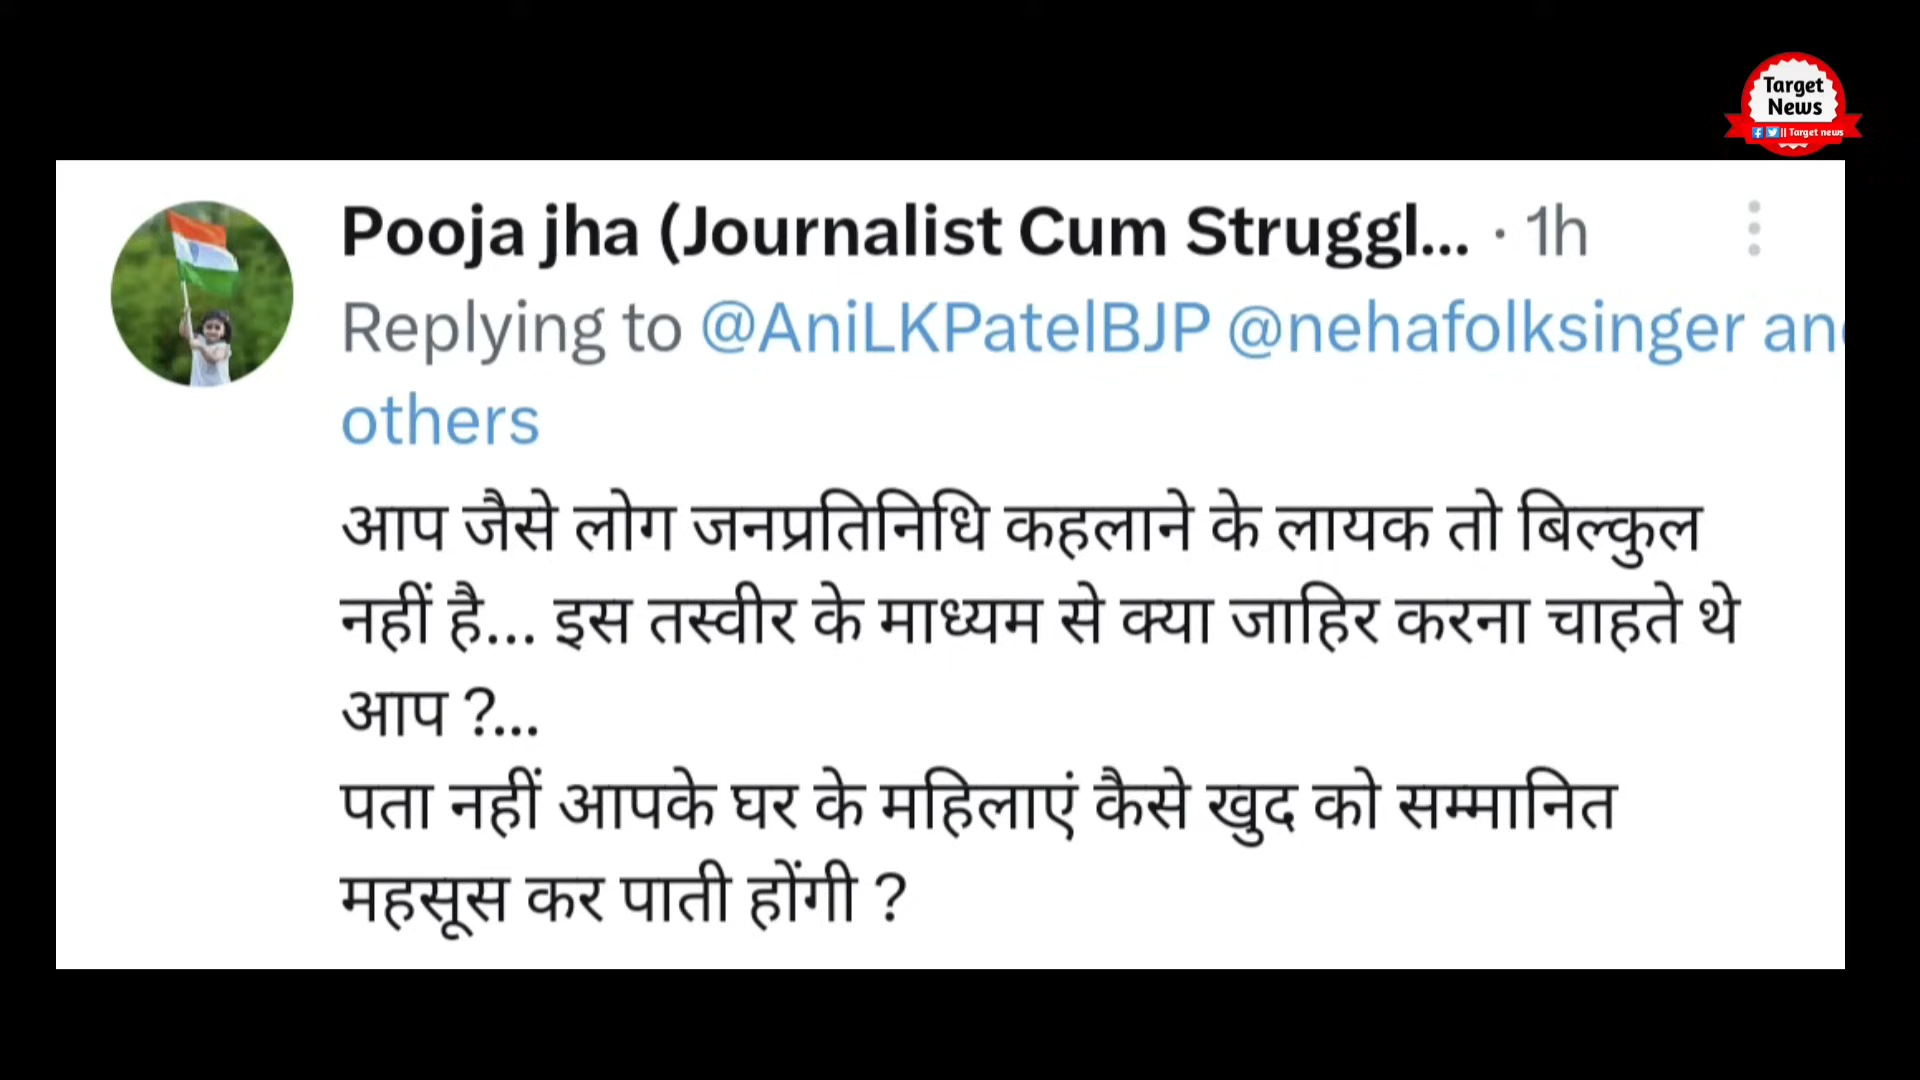 Target
News
|| Target news
Pooja jha (Journalist Cum Struggl... · 1h
Replying to @AniLKPatelBJP @nehafolksinger an
others
आप जैसे लोग जनप्रतिनिधि कहलाने के लायक तो बिल्कुल
नहीं है... इस तस्वीर के माध्यम से क्या जाहिर करना चाहते थे
आप ?...
पता नहीं आपके घर के महिलाएं कैसे खुद को सम्मानित
महसूस कर पाती होंगी ?